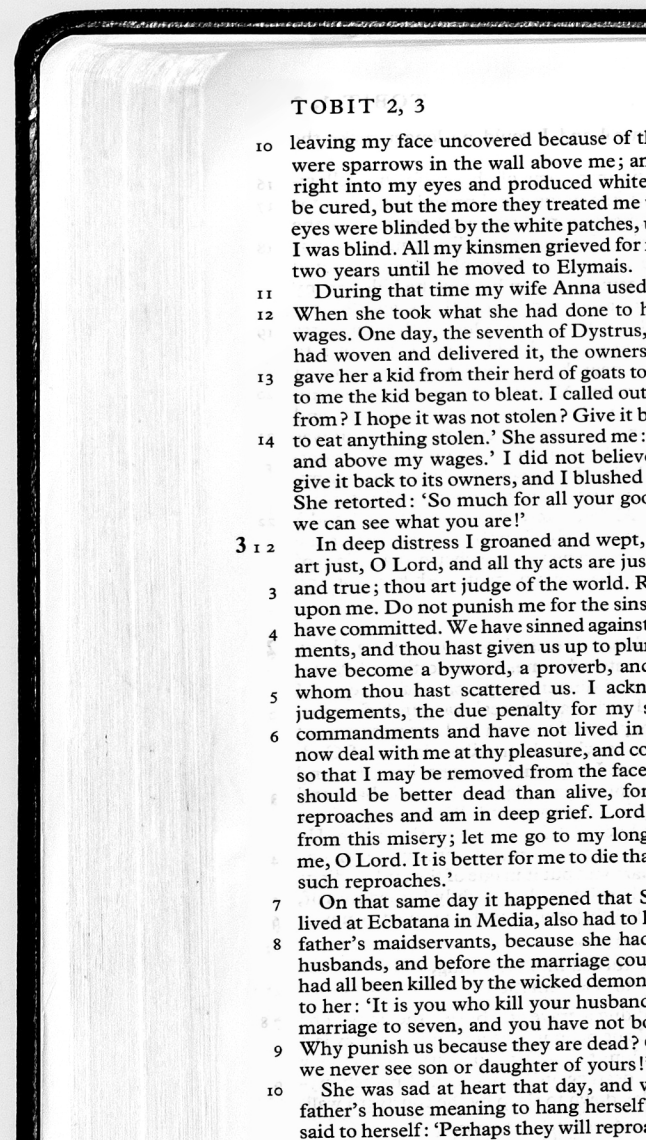 TOBIT 2, 3
10 leaving my face uncovered because of
were sparrows in the wall above me;
right into my eyes and produced white
be cured, but the more they treated me
eyes were blinded by the white patches,
I was blind. All my kinsmen grieved for
two years until he moved to Elymais.
11 During that time my wife Anna used
12 When she took what she had done to
wages. One day, the seventh of Dystrus,
had woven and delivered it, the owners
13 gave her a kid from their herd of goats to
to me the kid began to bleat. I called out
from? I hope it was not stolen? Give it
14 to eat anything stolen.’ She assured me:
and above my wages.’ I did not
give it back to its owners, and I blushed
She retorted: ‘So much for all your
we can see what you are!’
3 1 2 In deep distress I groaned and wept,
art just, O Lord, and all thy acts are
3 and true; thou art judge of the world.
upon me. Do not punish me for the sins
4 have committed. We have sinned against
ments, and thou hast given us up to
have become a byword, a proverb,
5 whom thou hast scattered us. I
judgements, the due penalty for my
6 commandments and have not lived in
now deal with me at thy pleasure, and
so that I may be removed from the face
should be better dead than alive,
reproaches and am in deep grief. Lord
from this misery; let me go to my
me, O Lord. It is better for me to die
such reproaches.’
7 On that same day it happened that
lived at Ecbatana in Media, also had to
8 father’s maidservants, because she
husbands, and before the marriage
had all been killed by the wicked demon
to her: ‘It is you who kill your
marriage to seven, and you have not
9 Why punish us because they are dead?
we never see son or daughter of yours!’
10 She was sad at heart that day, and
father’s house meaning to hang herself
said to herself: ‘Perhaps they will